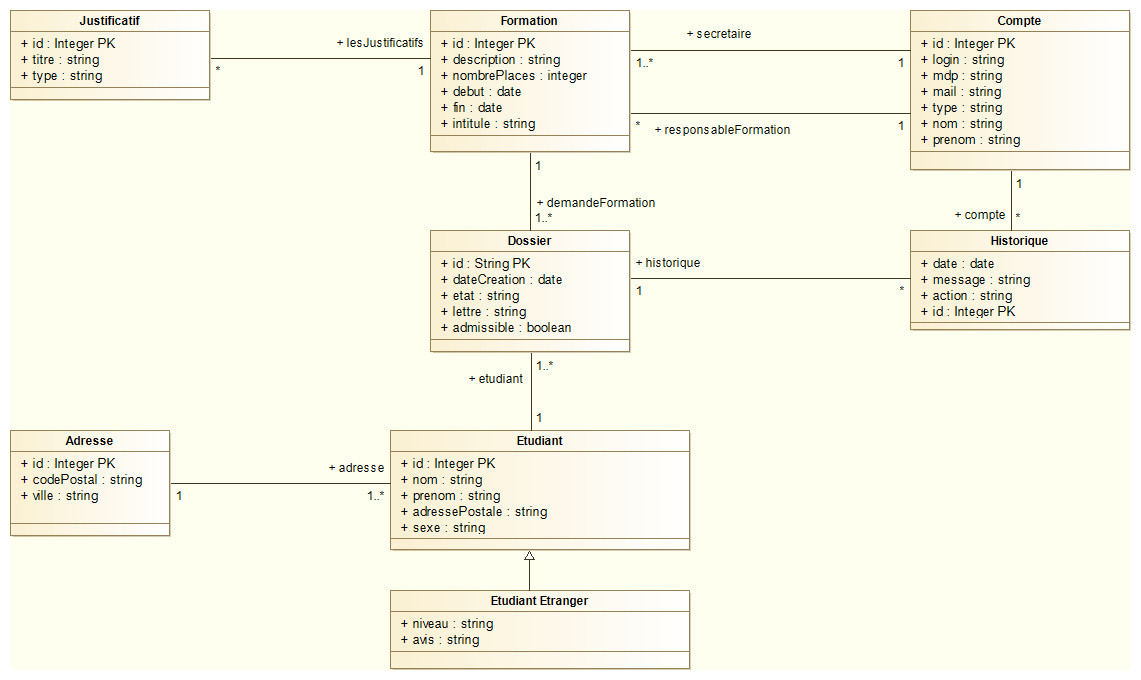 Justificatif
+ id : Integer PK
+ titre : string
+ type : string
+ lesJustificatifs
*
1
Formation
+ id : Integer PK
+ description : string
+ nombrePlaces : integer
+ debut : date
+ fin : date
+ intitule : string
+ secretaire
1..*
1
*
+ responsableFormation
1
Compte
+ id : Integer PK
+ login : string
+ mdp : string
+ mail : string
+ type : string
+ nom : string
+ prenom : string
1
+ demandeFormation
1..*
1
+ compte
*
Dossier
+ id : String PK
+ dateCreation : date
+ etat : string
+ lettre : string
+ admissible : boolean
+ historique
1
*
Historique
+ date : date
+ message : string
+ action : string
+ id : Integer PK
1..*
+ etudiant
1
Adresse
+ id : Integer PK
+ codePostal : string
+ ville : string
+ adresse
1
1..*
Etudiant
+ id : Integer PK
+ nom : string
+ prenom : string
+ adressePostale : string
+ sexe : string
Etudiant Etranger
+ niveau : string
+ avis : string